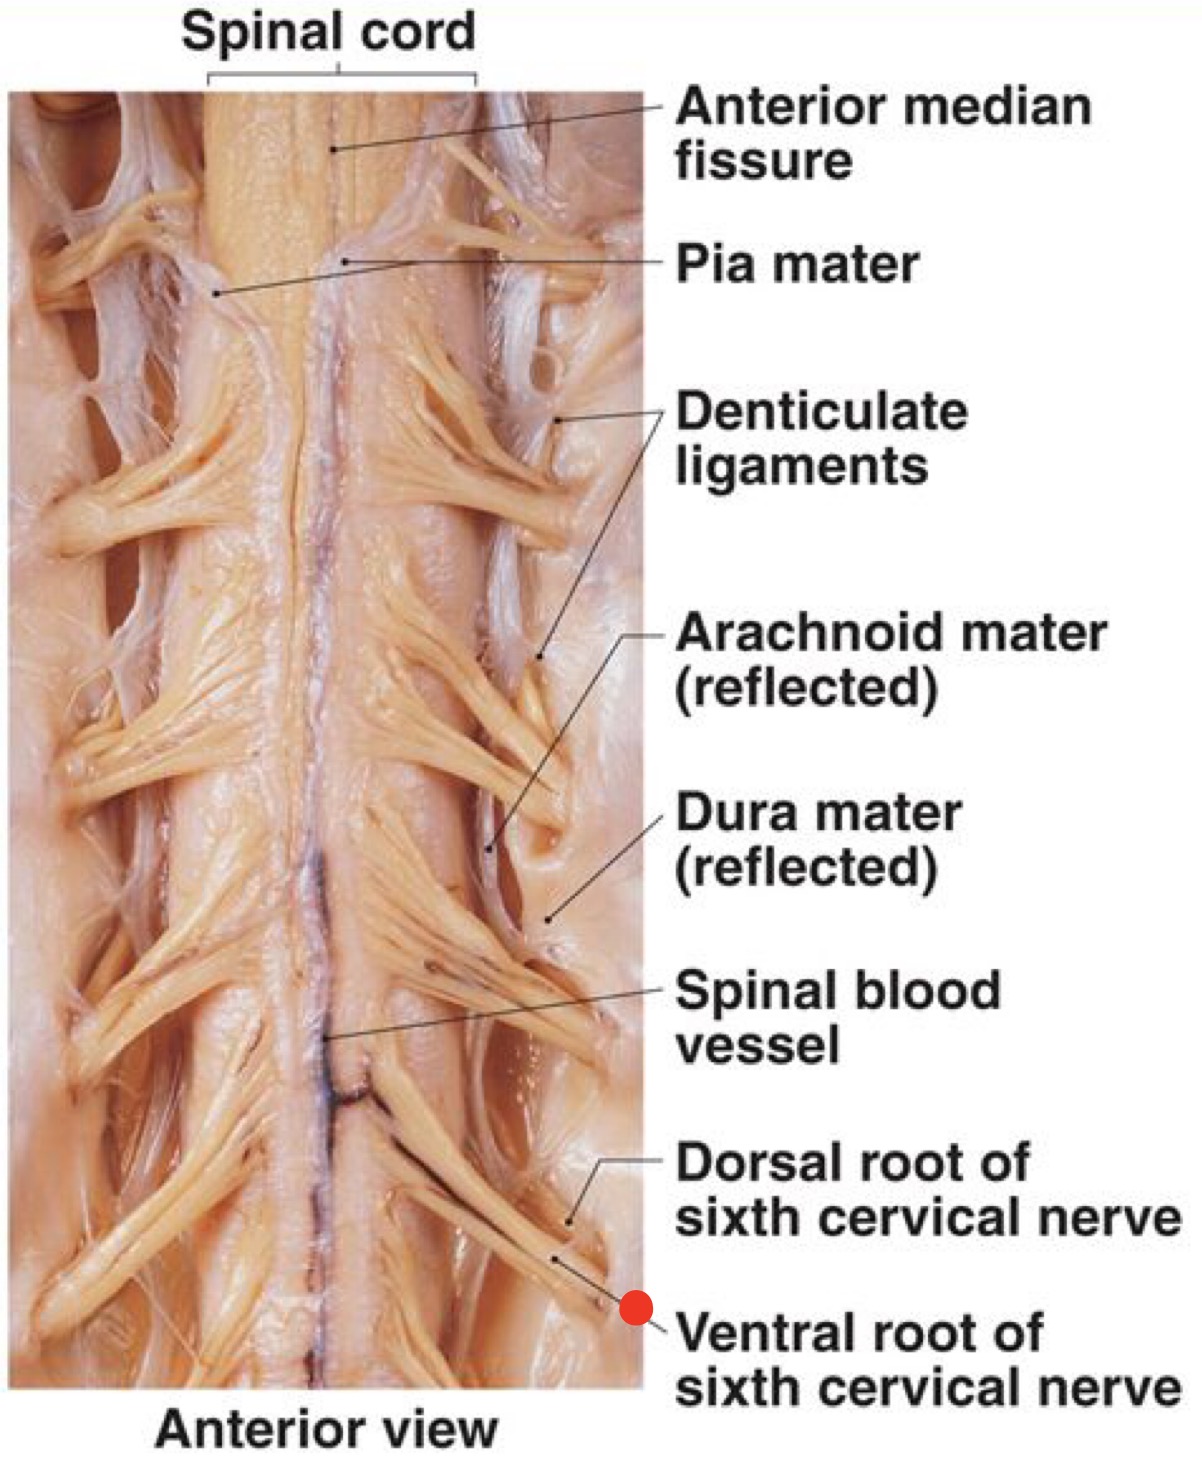 Spinal cord
Anterior median
fissure
Pia mater
Denticulate
ligaments
Arachnoid mater
(reflected)
Dura mater
(reflected)
Spinal blood
vessel
Dorsal root of
sixth cervical nerve
Ventral root of
sixth cervical nerve
Anterior view